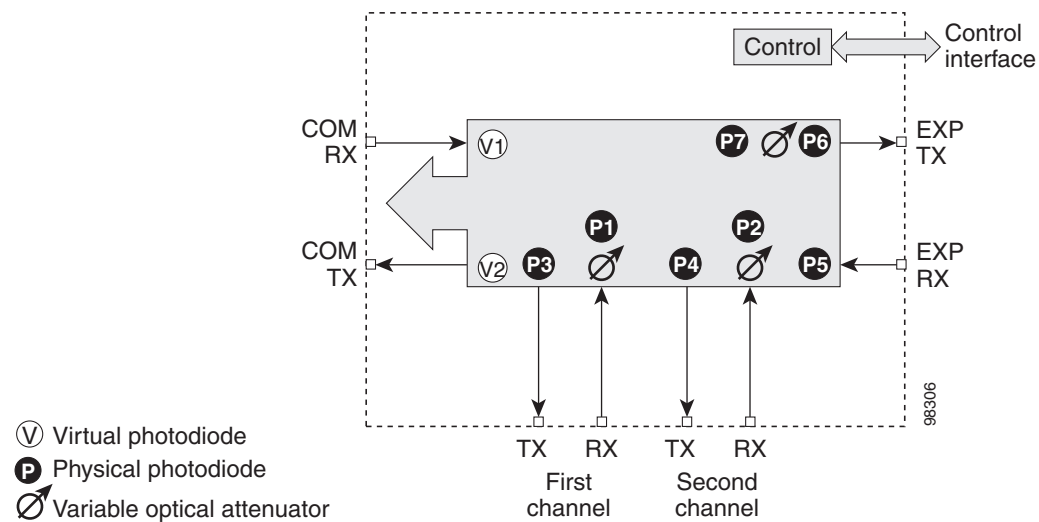 Control
Control
interface
COM
RX
V1
P7
P6
EXP
TX
P1
P2
COM
TX
V2
P3
P4
P5
EXP
RX
98306
TX
RX
TX
RX
First
channel
Second
channel
V Virtual photodiode
P Physical photodiode
Variable optical attenuator